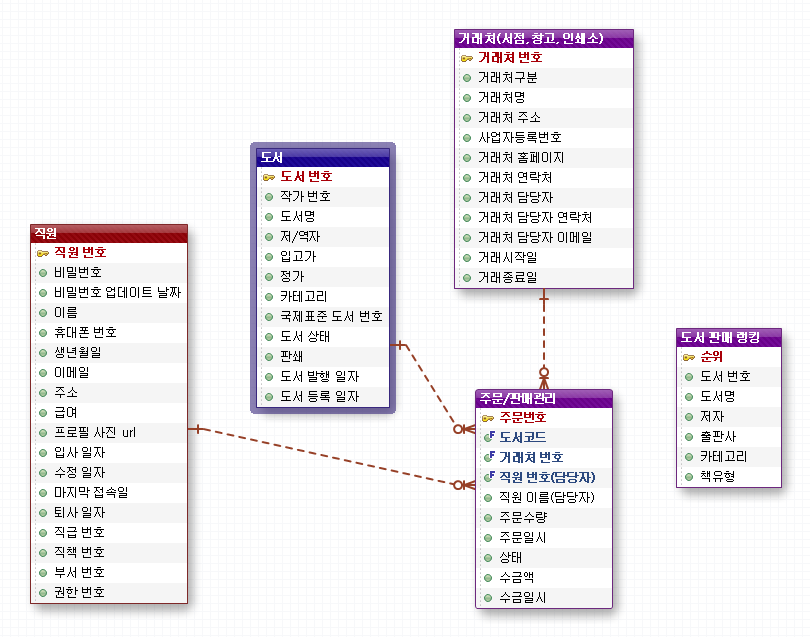 거래처(서점, 창고, 인쇄소)
거래처 번호
거래처구분
거래처명
거래처 주소
사업자등록번호
거래처 홈페이지
거래처 연락처
거래처 담당자
거래처 담당자 연락처
거래처 담당자 이메일
거래시작일
거래종료일
도서
도서 번호
작가 번호
도서명
저/역자
입고가
정가
카테고리
국제표준 도서 번호
도서 상태
판쇄
도서 발행 일자
도서 등록 일자
직원
직원 번호
비밀번호
비밀번호 업데이트 날짜
이름
휴대폰 번호
생년월일
이메일
주소
급여
프로필 사진 url
입사 일자
수정 일자
마지막 접속일
퇴사 일자
직급 번호
직책 번호
부서 번호
권한 번호
주문/판매관리
주문번호
F 도서코드
F 거래처 번호
F 직원 번호(담당자)
직원 이름(담당자)
주문수량
주문일시
상태
수금액
수금일시
도서 판매 랭킹
순위
도서 번호
도서명
저자
출판사
카테고리
책유형